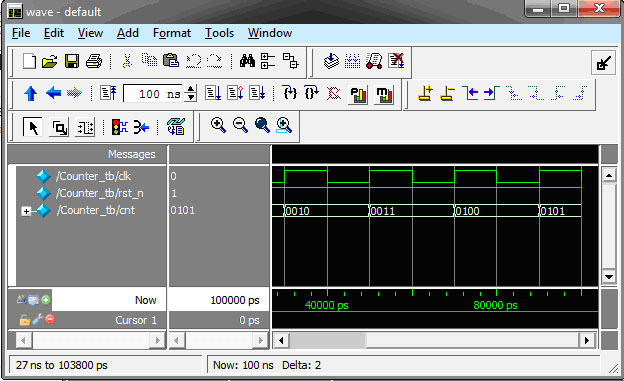 wave - default
File Edit View Add Format Tools Window
100 ns
Messages
/Counter_tb/clk 0
/Counter_tb/rst_n 1
/Counter_tb/cnt 0101 0010 0011 0100 0101
Now 100000 ps 40000 ps 80000 ps
Cursor 1 0 ps
27 ns to 103800 ps Now: 100 ns Delta: 2